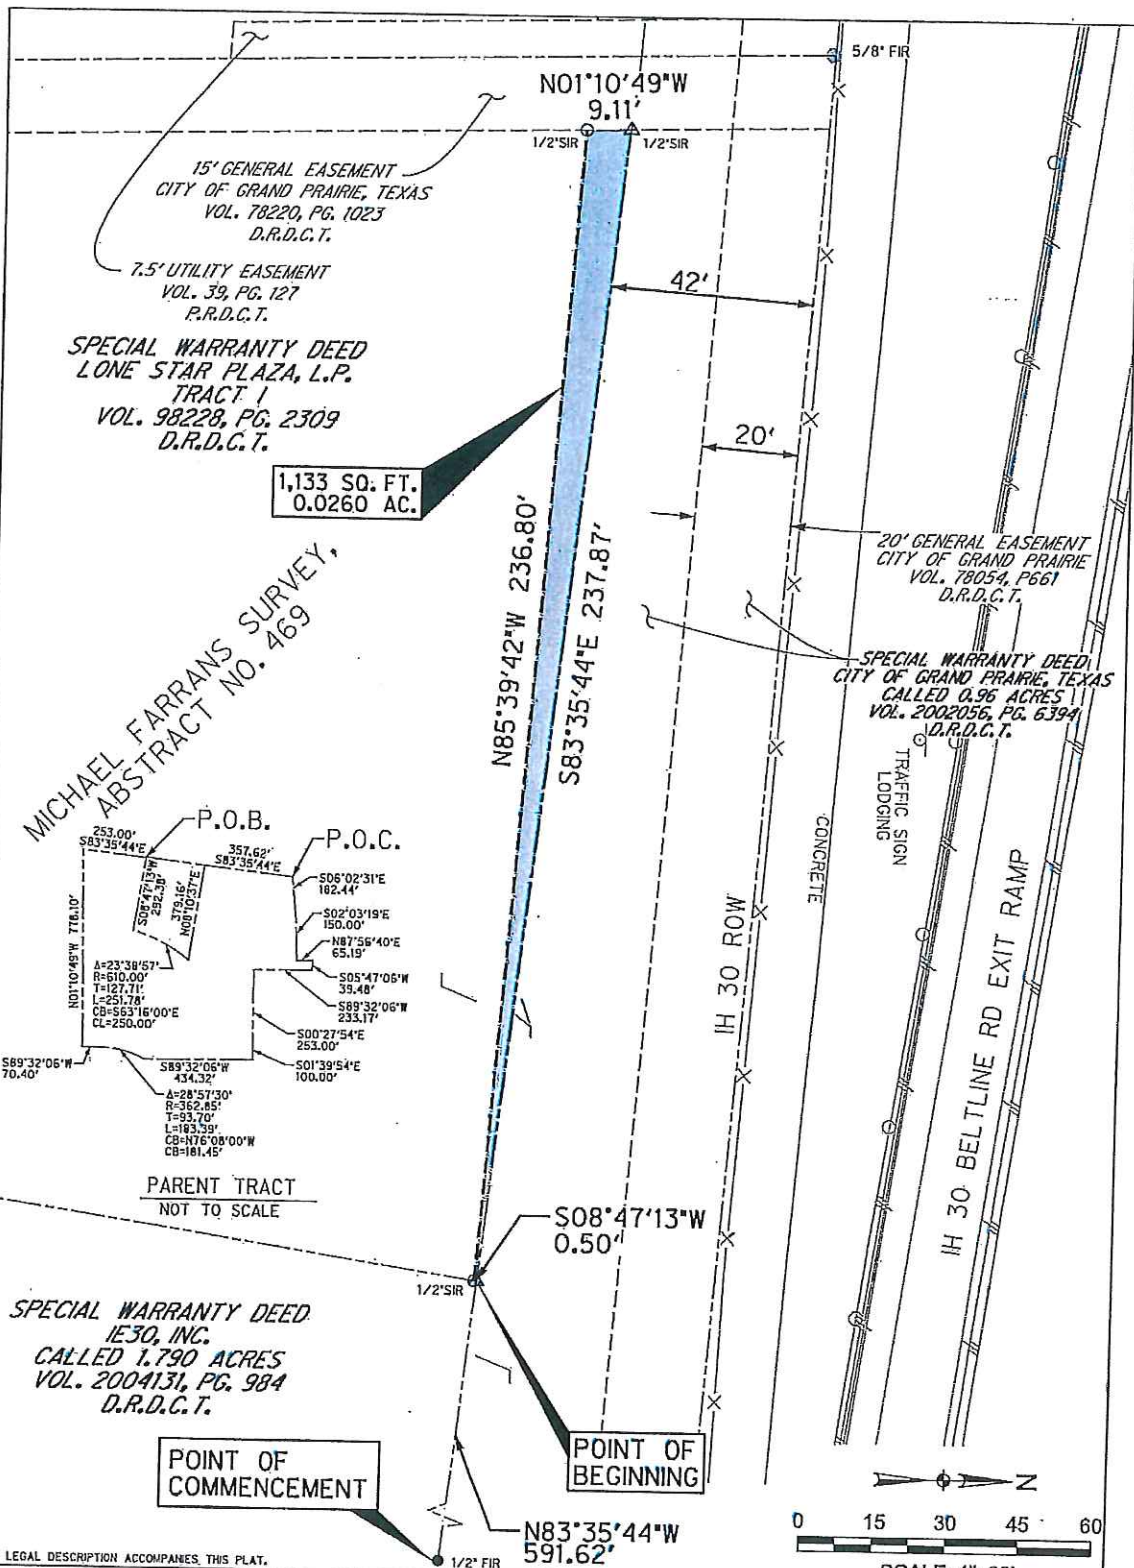 5/8" FIR
N01°10'49"W
9.11'
1/2"SIR
1/2"SIR
15' GENERAL EASEMENT
CITY OF GRAND PRAIRIE, TEXAS
VOL. 78220, PG. 1023
D.R.D.C.T.
7.5' UTILITY EASEMENT
VOL. 39, PG. 127
P.R.D.C.T.
42'
SPECIAL WARRANTY DEED
LONE STAR PLAZA, L.P.
TRACT 1
VOL. 98228, PG. 2309
D.R.D.C.T.
20'
1,133 SQ. FT.
0.0260 AC.
N85°39'42"W 236.80'
S83°35'44"E 237.87'
20' GENERAL EASEMENT
CITY OF GRAND PRAIRIE
VOL. 78054, P661
D.R.D.C.T.
MICHAEL FARRANS SURVEY,
ABSTRACT NO. 469
SPECIAL WARRANTY DEED
CITY OF GRAND PRAIRIE, TEXAS
CALLED 0.96 ACRES
VOL. 2002056, PG. 6394
D.R.D.C.T.
TRAFFIC SIGN
LODGING
CONCRETE
IH 30 ROW
IH 30 BELTLINE RD EXIT RAMP
P.O.B.
P.O.C.
253.00'
S83°35'44"E
357.62'
S83°35'44"E
S08°47'13"W
292.38'
379.16'
N08°10'37"E
S06°02'31"E
182.44'
S02°03'19"E
150.00'
N87°56'40"E
65.19'
S05°47'06"W
39.48'
S89°32'06"W
233.17'
S00°27'54"E
253.00'
S01°39'54"E
100.00'
N01°10'49"W 778.10'
Δ=23°38'57"
R=610.00'
T=127.71'
L=251.78'
CB=S63°16'00"E
CL=250.00'
S89°32'06"W
70.40'
S89°32'06"W
434.32'
Δ=28°57'30"
R=362.85'
T=93.70'
L=183.39'
CB=N76°08'00"W
CB=181.45'
PARENT TRACT
NOT TO SCALE
S08°47'13"W
0.50'
1/2"SIR
SPECIAL WARRANTY DEED
IE30, INC.
CALLED 1.790 ACRES
VOL. 2004131, PG. 984
D.R.D.C.T.
POINT OF
COMMENCEMENT
POINT OF
BEGINNING
N
0 15 30 45 60
N83°35'44"W
591.62'
1/2" FIR
LEGAL DESCRIPTION ACCOMPANIES THIS PLAT.